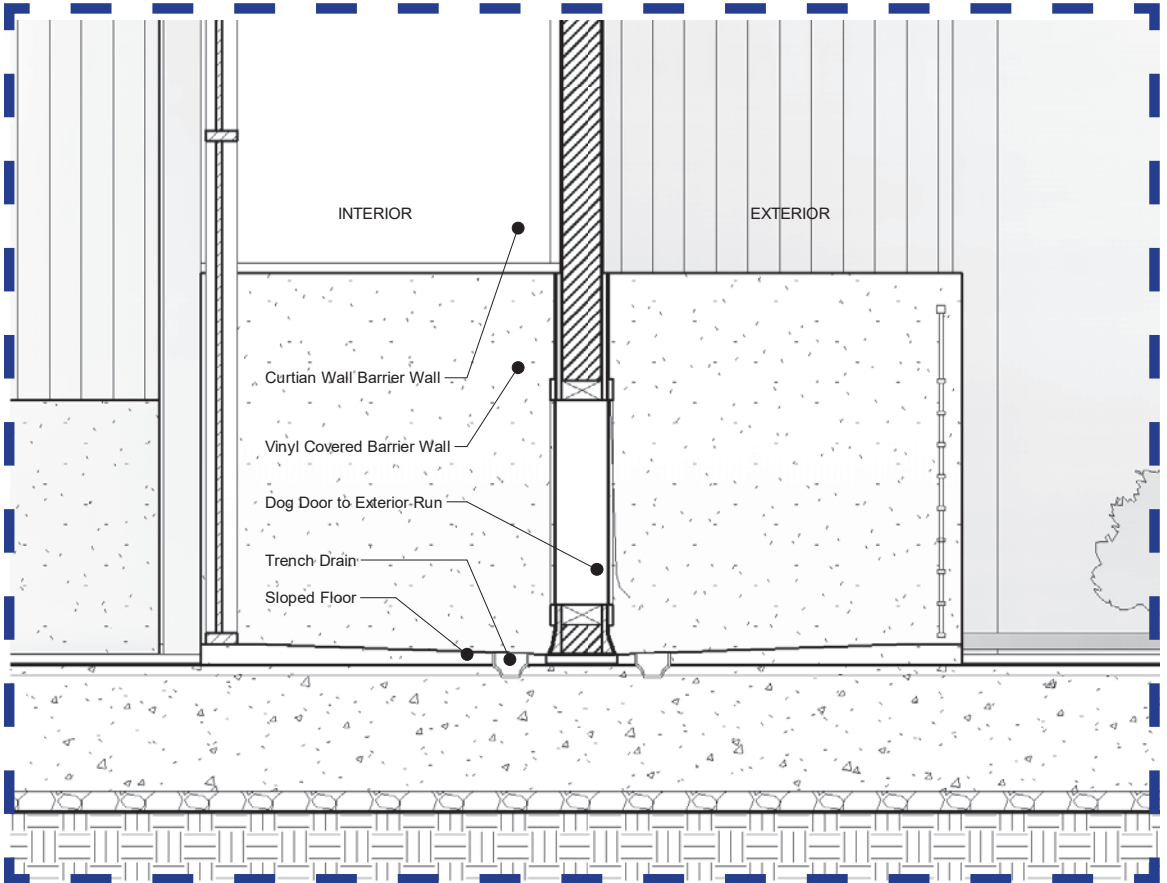 INTERIOR
EXTERIOR
Curtian Wall Barrier Wall
Vinyl Covered Barrier Wall
Dog Door to Exterior Run
Trench Drain
Sloped Floor